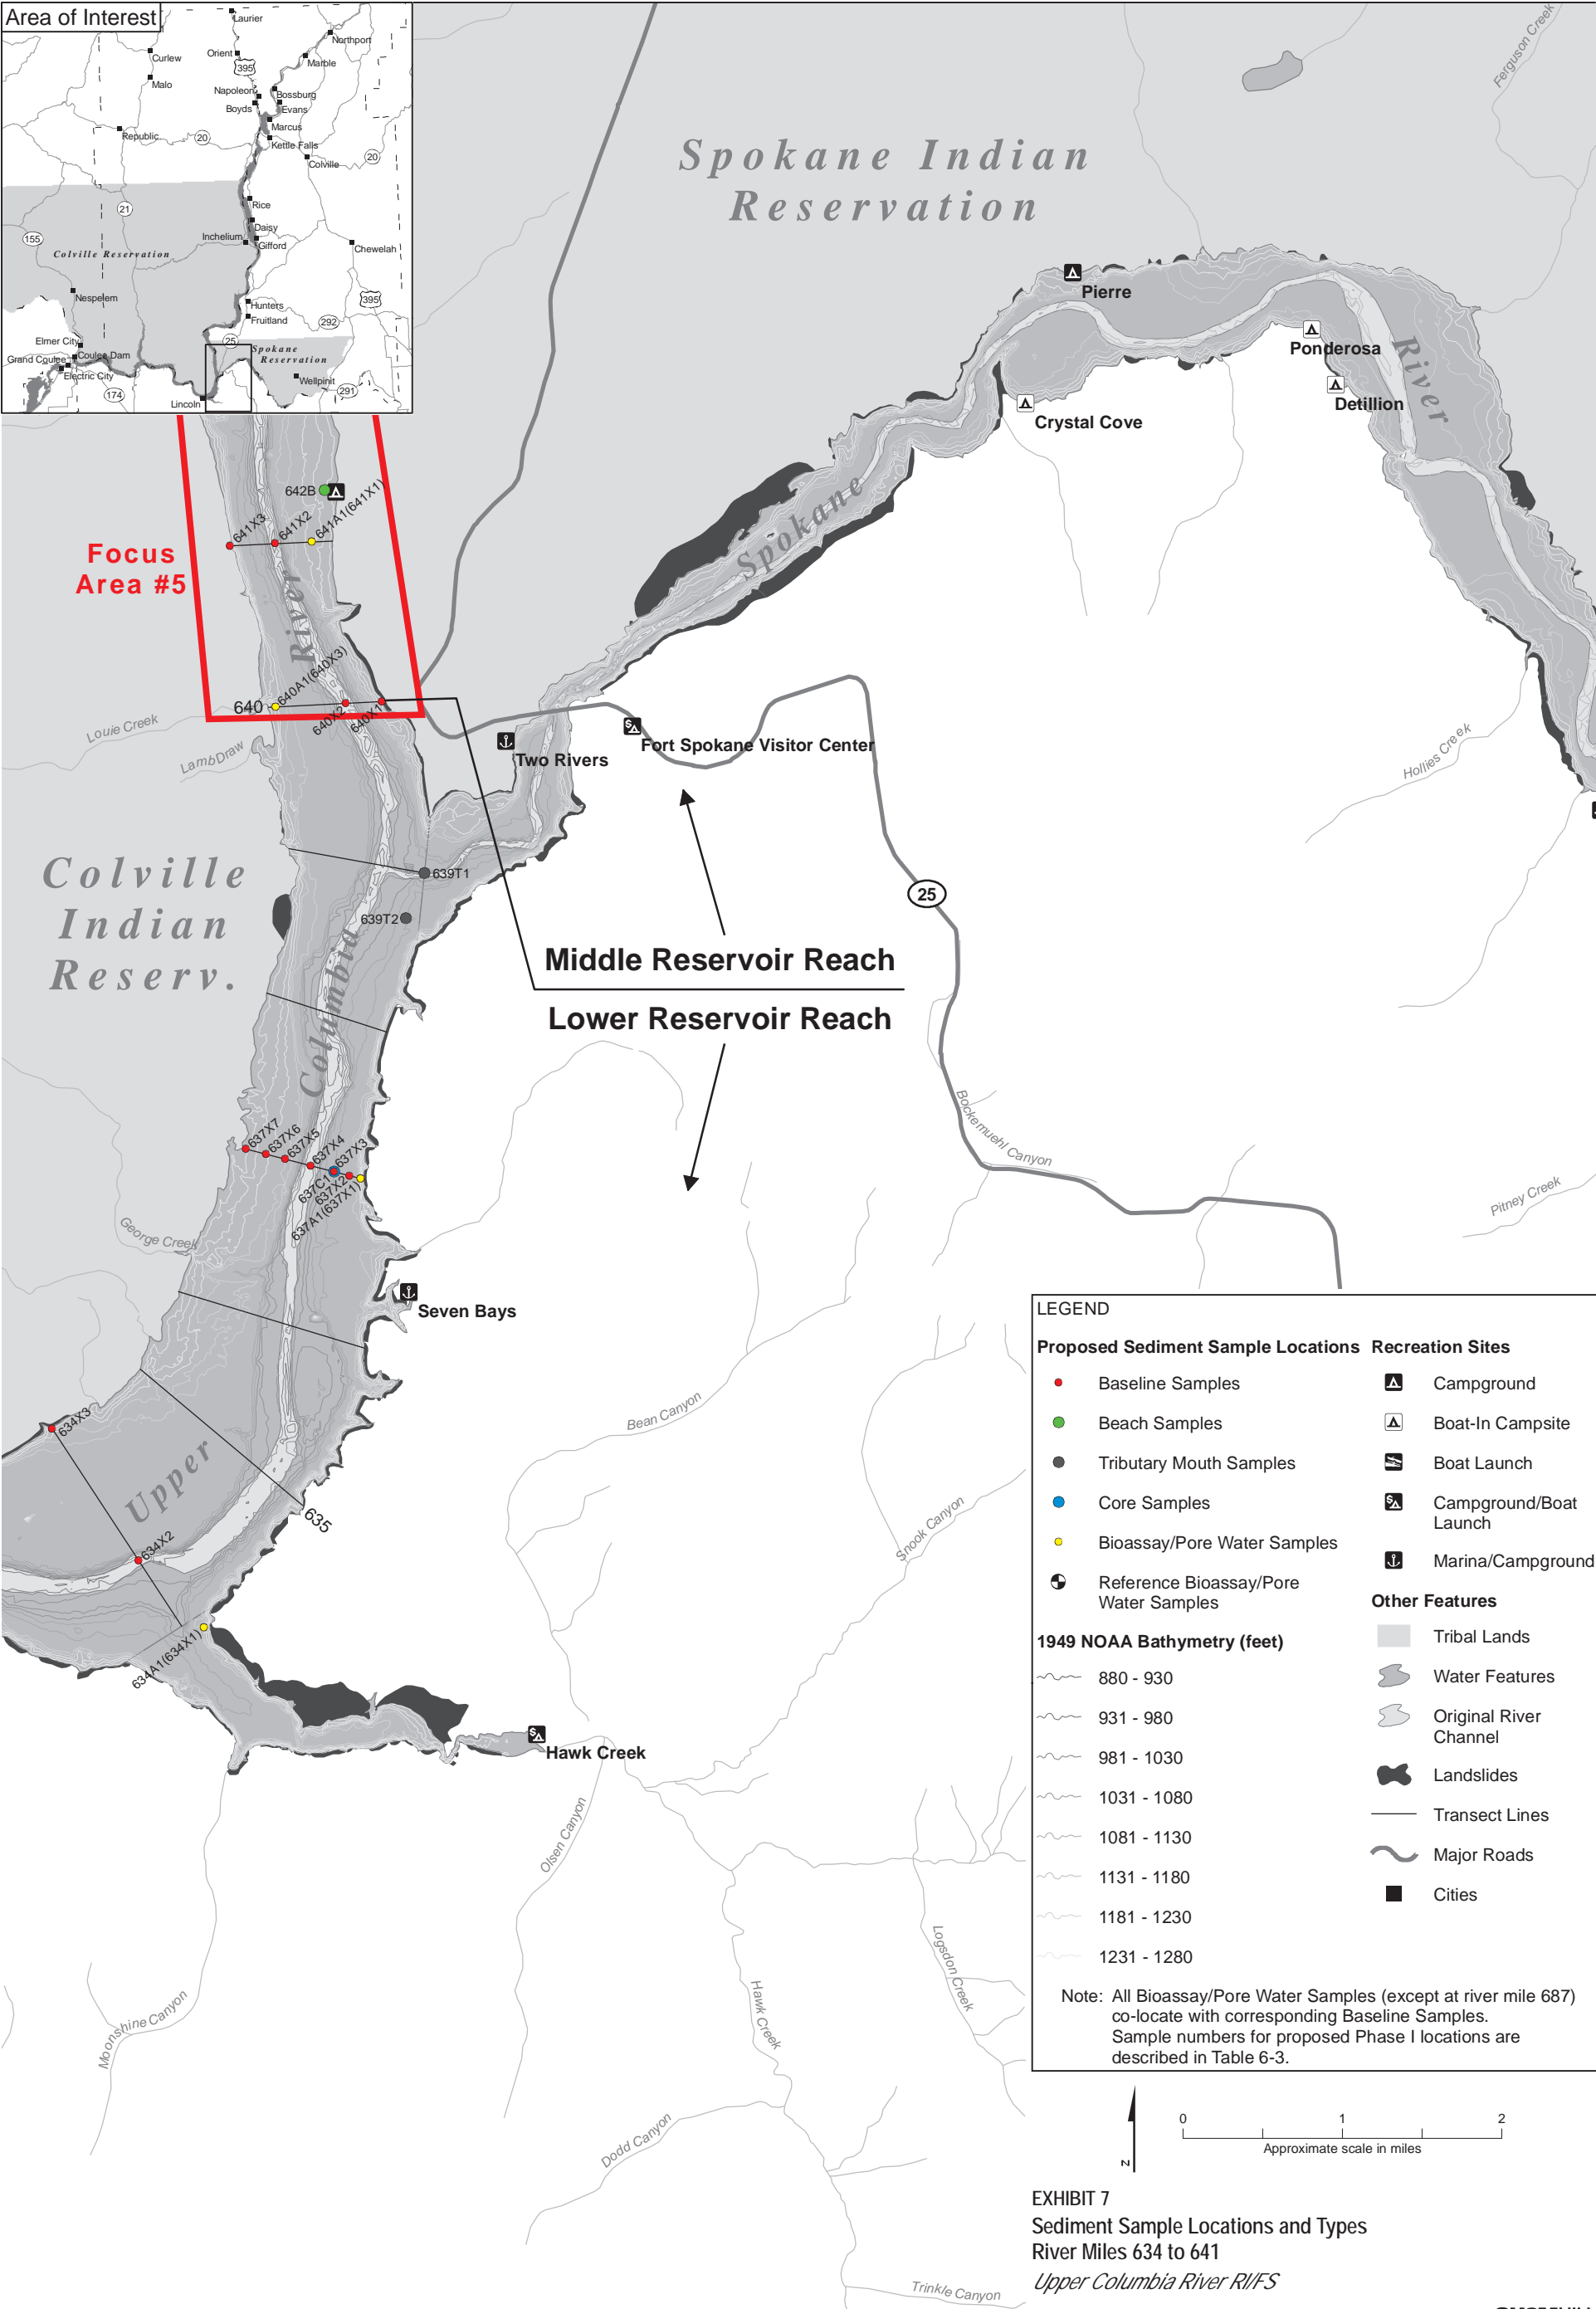 Area of Interest
Laurier
Northport
Curlew
Orient
Marble
395
Malo
Napoleon
Bossburg
Boyds
Evans
Marcus
Republic
20
Kettle Falls
Colville
20
21
Rice
Daisy
155
Inchelium
Gifford
Chewelah
Colville Reservation
Nespelem
Hunters
395
Fruitland
292
25
Elmer City
Spokane
Reservation
Grand Coulee
Coulee Dam
Electric City
Wellpinit
174
291
Lincoln
Ferguson Creek
Spokane Indian
Reservation
Pierre
Ponderosa
River
Detillion
Crystal Cove
Spokane
642B
641X3
641X2
641A1(641X1)
Focus
Area #5
River
640
640A1(640X3)
640X2
640X1
Louie Creek
Lamb Draw
Two Rivers
Fort Spokane Visitor Center
Hollies Creek
Colville
Indian
Reserv.
639T1
639T2
25
Columbia
Middle Reservoir Reach
Lower Reservoir Reach
Bockemuehl Canyon
637X7
637X6
637X5
637X4
637X3
637C1
637X2
637A1(637X1)
Pitney Creek
George Creek
Seven Bays
Bean Canyon
634X3
Upper
635
634X2
Snook Canyon
634A1(634X1)
Hawk Creek
Olsen Canyon
Logsdon Creek
Hawk Creek
Moonshine Canyon
Dodd Canyon
Trinkle Canyon
LEGEND
Proposed Sediment Sample Locations
Baseline Samples
Beach Samples
Tributary Mouth Samples
Core Samples
Bioassay/Pore Water Samples
Reference Bioassay/Pore
Water Samples
1949 NOAA Bathymetry (feet)
880 - 930
931 - 980
981 - 1030
1031 - 1080
1081 - 1130
1131 - 1180
1181 - 1230
1231 - 1280
Recreation Sites
Campground
Boat-In Campsite
Boat Launch
Campground/Boat
Launch
Marina/Campground
Other Features
Tribal Lands
Water Features
Original River
Channel
Landslides
Transect Lines
Major Roads
Cities
Note: All Bioassay/Pore Water Samples (except at river mile 687)
co-locate with corresponding Baseline Samples.
Sample numbers for proposed Phase I locations are
described in Table 6-3.
0 1 2
Approximate scale in miles
N
EXHIBIT 7
Sediment Sample Locations and Types
River Miles 634 to 641
Upper Columbia River RI/FS